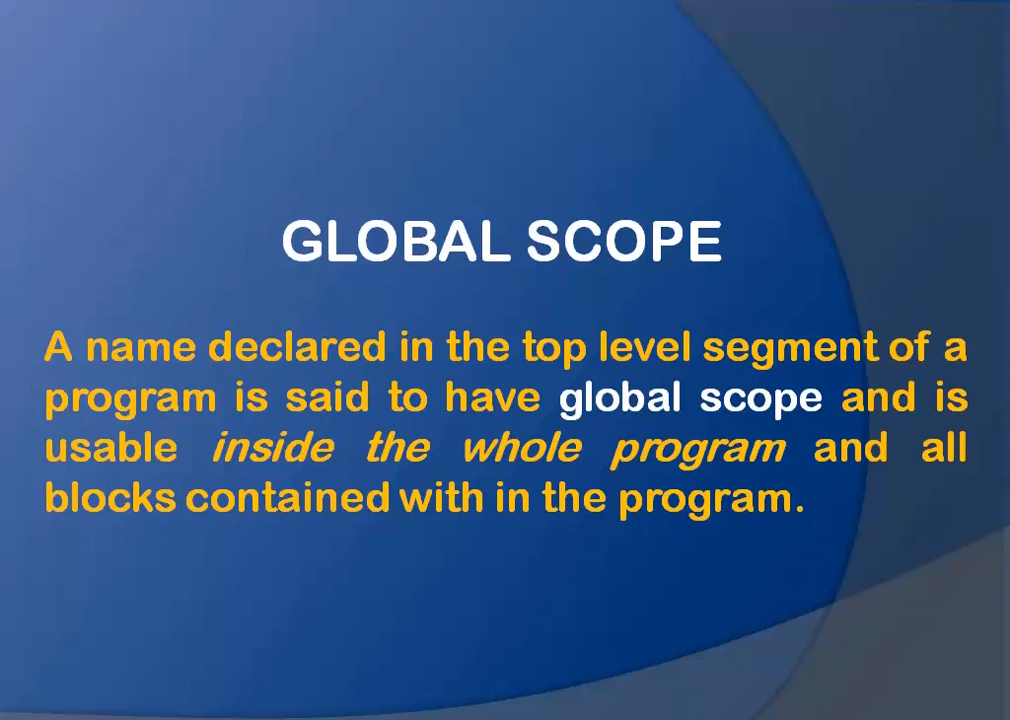 GLOBAL SCOPE
A name declared in the top level segment of a
program is said to have global scope and is
usable inside the whole program and all
blocks contained with in the program.